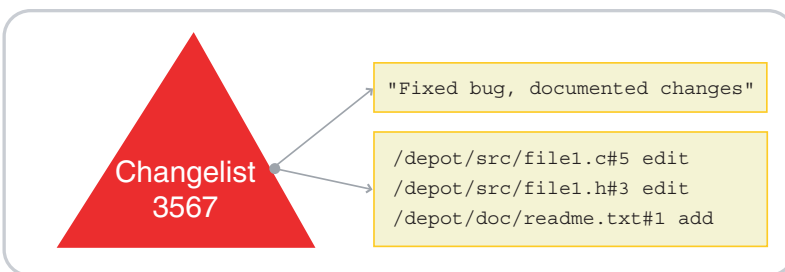 Changelist
3567
"Fixed bug, documented changes"
/depot/src/file1.c#5 edit
/depot/src/file1.h#3 edit
/depot/doc/readme.txt#1 add